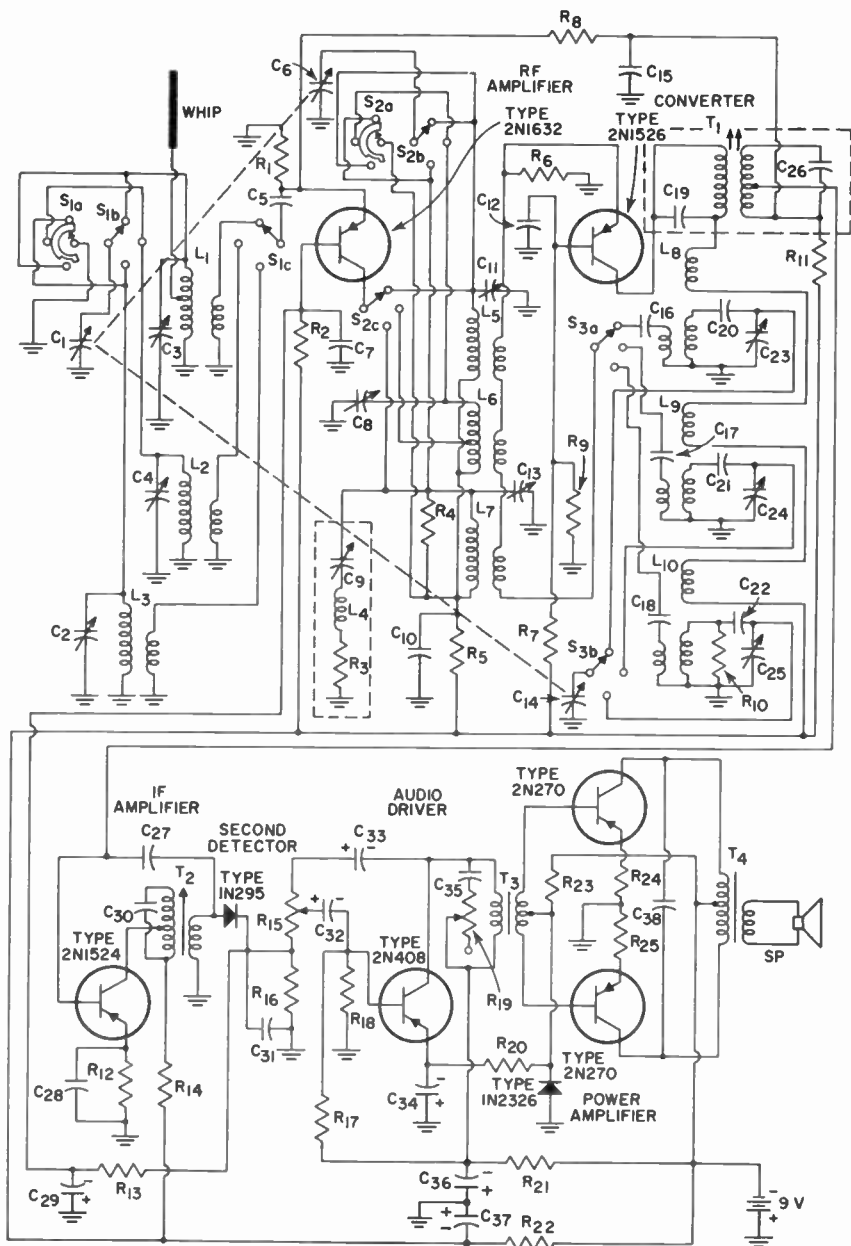 R8
C6
C15
RF
AMPLIFIER
CONVERTER
WHIP
S2a
TYPE
2N1632
TYPE
2N1526
T1
S2b
R1
R6
C26
C5
C12
C19
S1a
S1b
L1
S1c
L8
R11
C11
L5
S2c
S3a
C16
C20
C1
C3
R2
C7
C23
L6
L9
C8
C17
R9
C4
L2
C13
C21
C24
R4
L7
L10
C9
C22
L3
L4
C18
C2
R7
C10
R5
S3b
R3
C25
C14
R10
TYPE
2N270
IF
AMPLIFIER
AUDIO
DRIVER
C27
SECOND
DETECTOR
C33
+ -
T2
TYPE
1N295
T3
T4
R24
C30
C35
R23
C38
R15
+ -
C32
TYPE
2N1524
TYPE
2N408
R25
SP
R19
R16
R18
C31
R12
R20
TYPE
2N270
C28
R14
TYPE
1N2326
POWER
AMPLIFIER
C34
-
+
R17
C29
-
+
R13
C36
-
+
R21
-
9 V
+
+
-
C37
R22